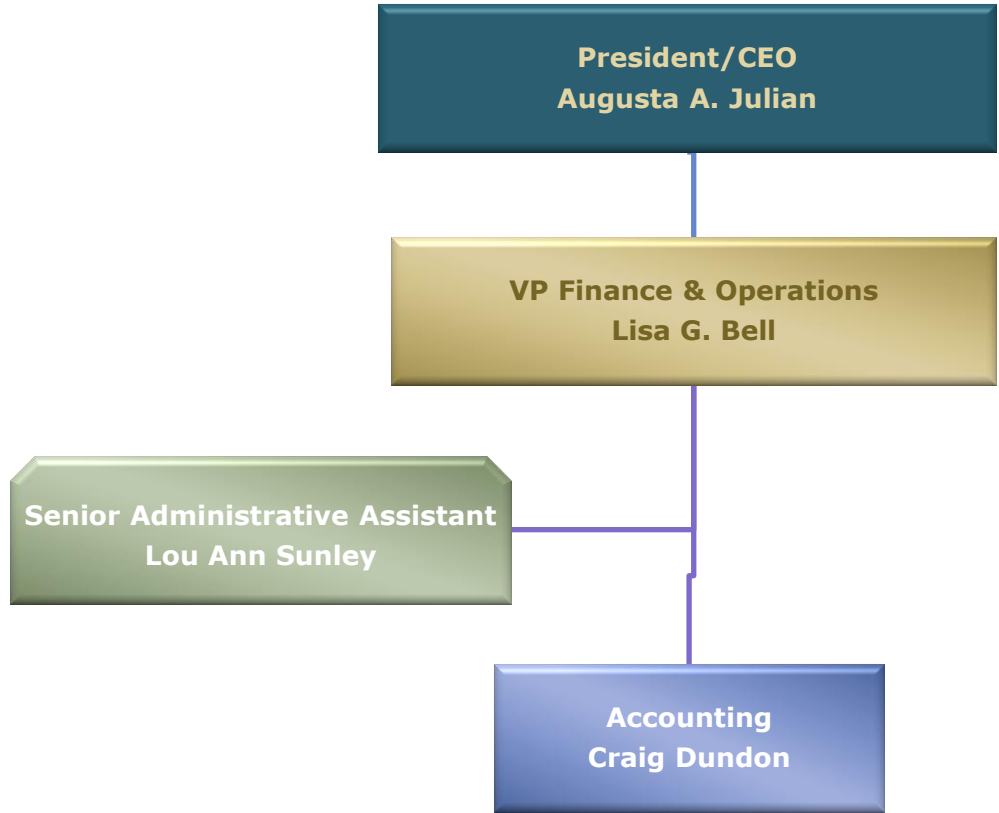 President/CEO
Augusta A. Julian
VP Finance & Operations
Lisa G. Bell
Senior Administrative Assistant
Lou Ann Sunley
Accounting
Craig Dundon